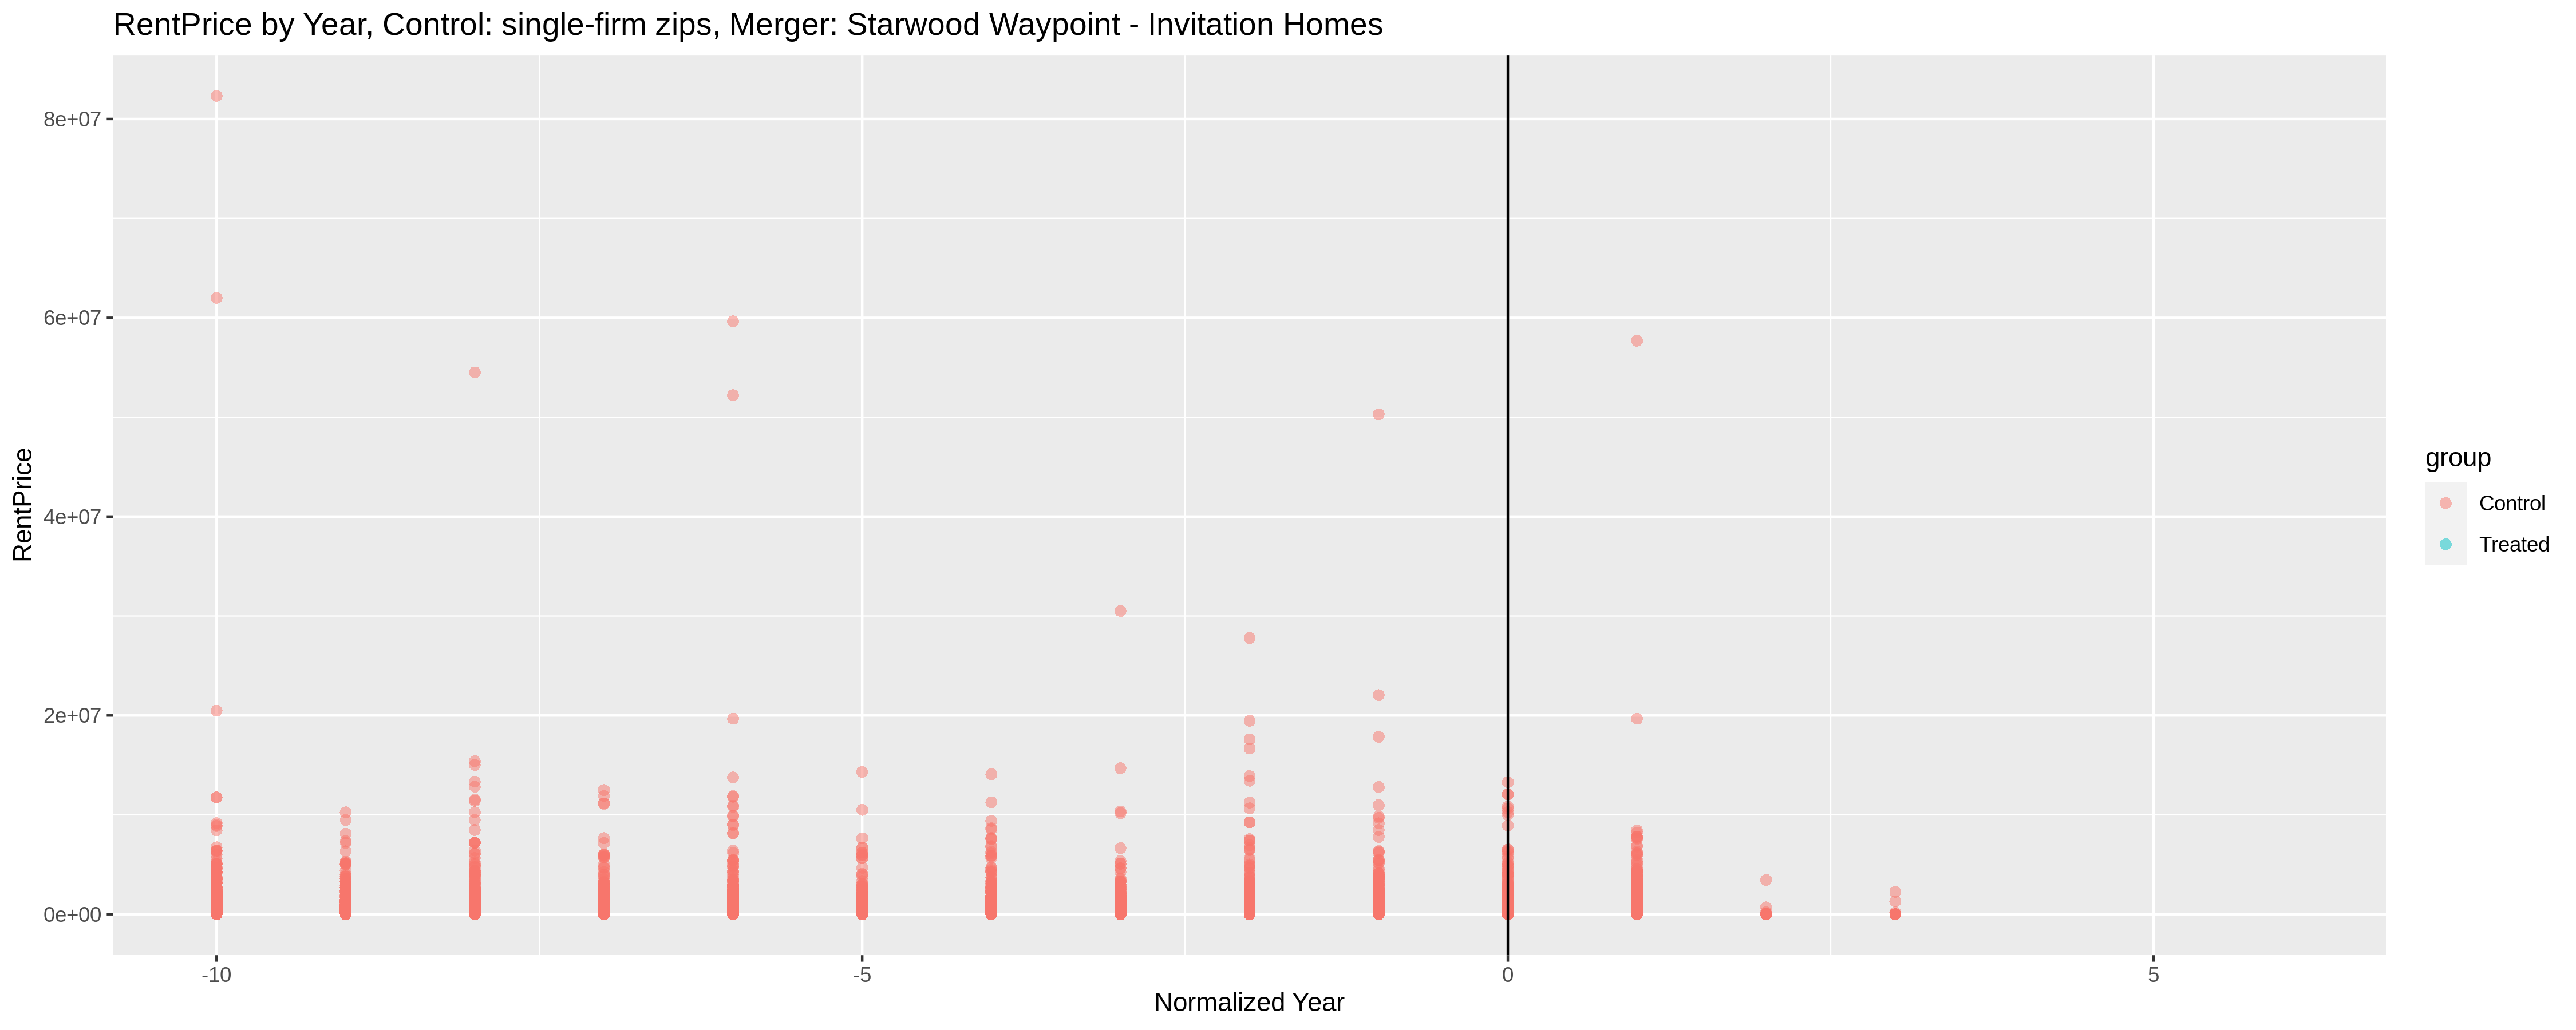 RentPrice by Year, Control: single-firm zips, Merger: Starwood Waypoint - Invitation Homes
8e+07
6e+07
4e+07
2e+07
0e+00
RentPrice
-10
-5
0
5
Normalized Year
group
Control
Treated